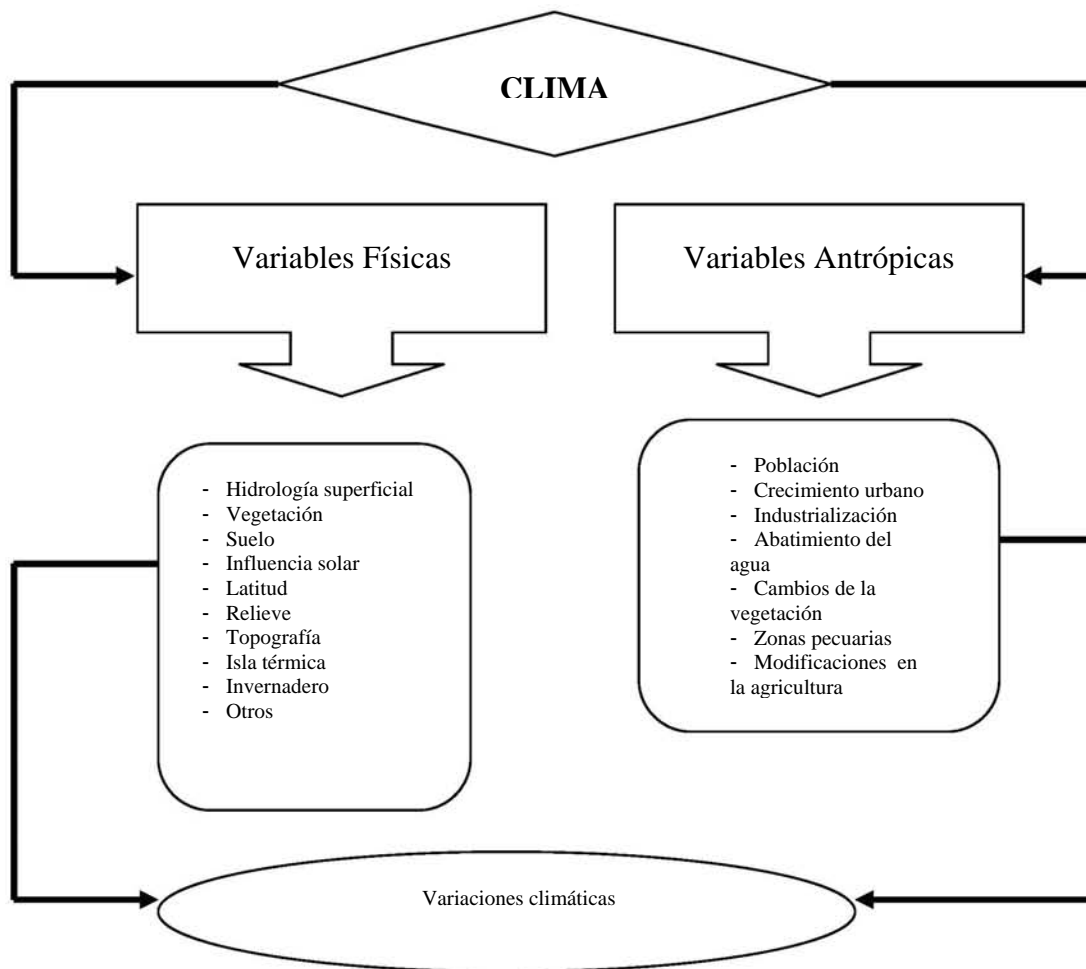 CLIMA
Variables Físicas
Variables Antrópicas
- Hidrología superficial
- Vegetación
- Suelo
- Influencia solar
- Latitud
- Relieve
- Topografía
- Isla térmica
- Invernadero
- Otros
- Población
- Crecimiento urbano
- Industrialización
- Abatimiento del
agua
- Cambios de la
vegetación
- Zonas pecuarias
- Modificaciones en
la agricultura
Variaciones climáticas